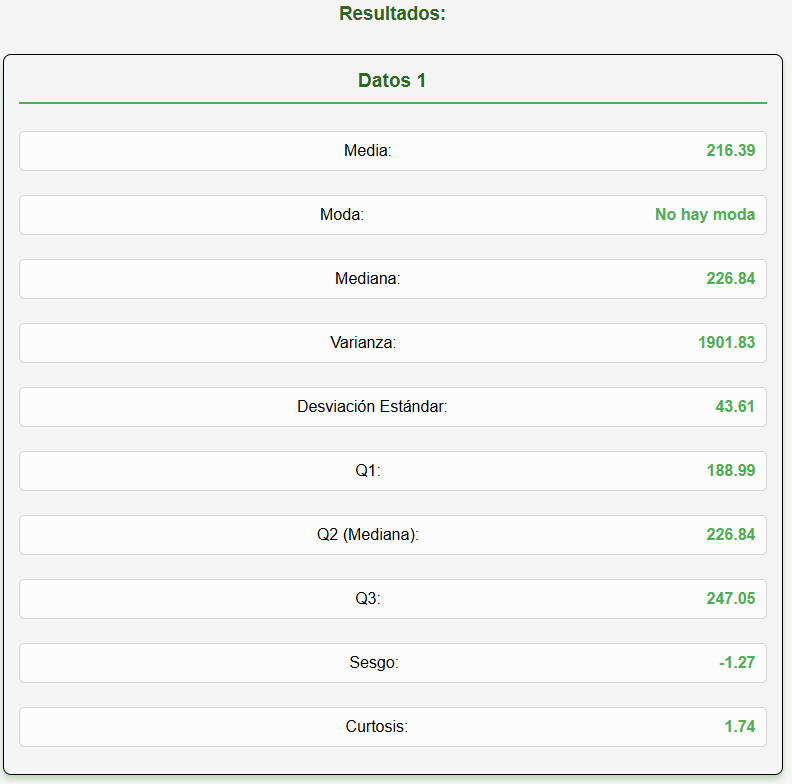 Resultados:
Datos 1
Media: 216.39
Moda: No hay moda
Mediana: 226.84
Varianza: 1901.83
Desviación Estándar: 43.61
Q1: 188.99
Q2 (Mediana): 226.84
Q3: 247.05
Sesgo: -1.27
Curtosis: 1.74